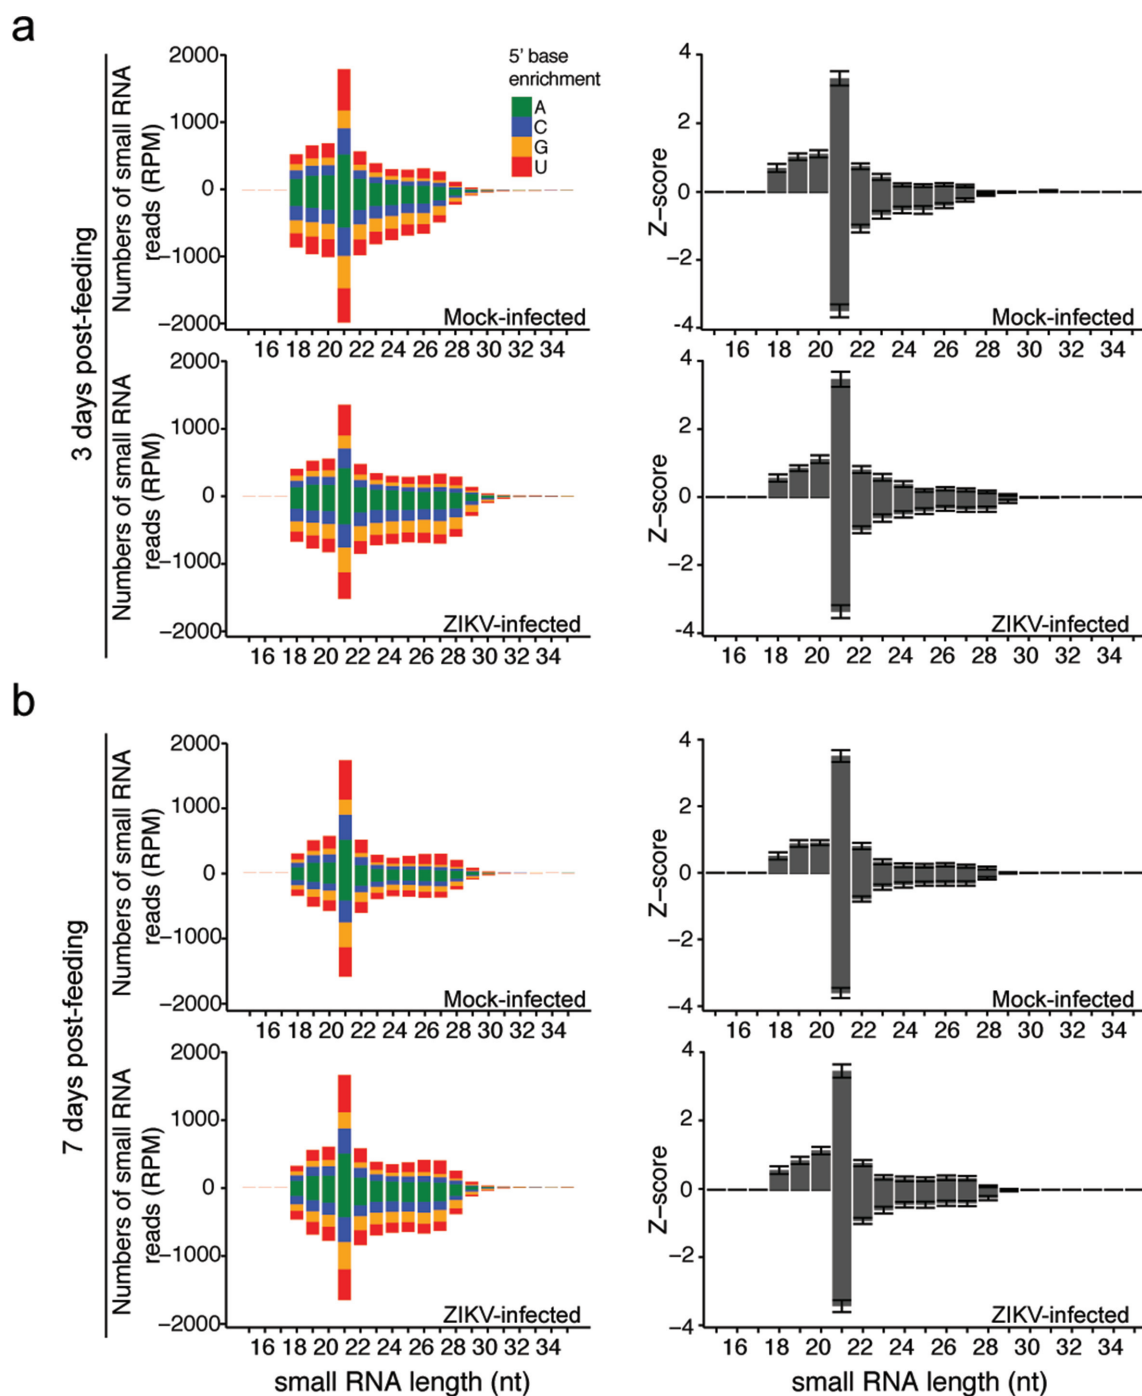 a
3 days post-feeding
Numbers of small RNA
reads (RPM)
2000
1000
0
−1000
−2000
5’ base
enrichment
A
C
G
U
Mock-infected
16 18 20 22 24 26 28 30 32 34
Z−score
4
2
0
−2
−4
Mock-infected
16 18 20 22 24 26 28 30 32 34
Numbers of small RNA
reads (RPM)
2000
1000
0
−1000
−2000
ZIKV-infected
16 18 20 22 24 26 28 30 32 34
Z−score
4
2
0
−2
−4
ZIKV-infected
16 18 20 22 24 26 28 30 32 34
b
7 days post-feeding
Numbers of small RNA
reads (RPM)
2000
1000
0
−1000
−2000
Mock-infected
16 18 20 22 24 26 28 30 32 34
Z−score
4
2
0
−2
−4
Mock-infected
16 18 20 22 24 26 28 30 32 34
Numbers of small RNA
reads (RPM)
2000
1000
0
−1000
−2000
ZIKV-infected
16 18 20 22 24 26 28 30 32 34
small RNA length (nt)
Z−score
4
2
0
−2
−4
ZIKV-infected
16 18 20 22 24 26 28 30 32 34
small RNA length (nt)